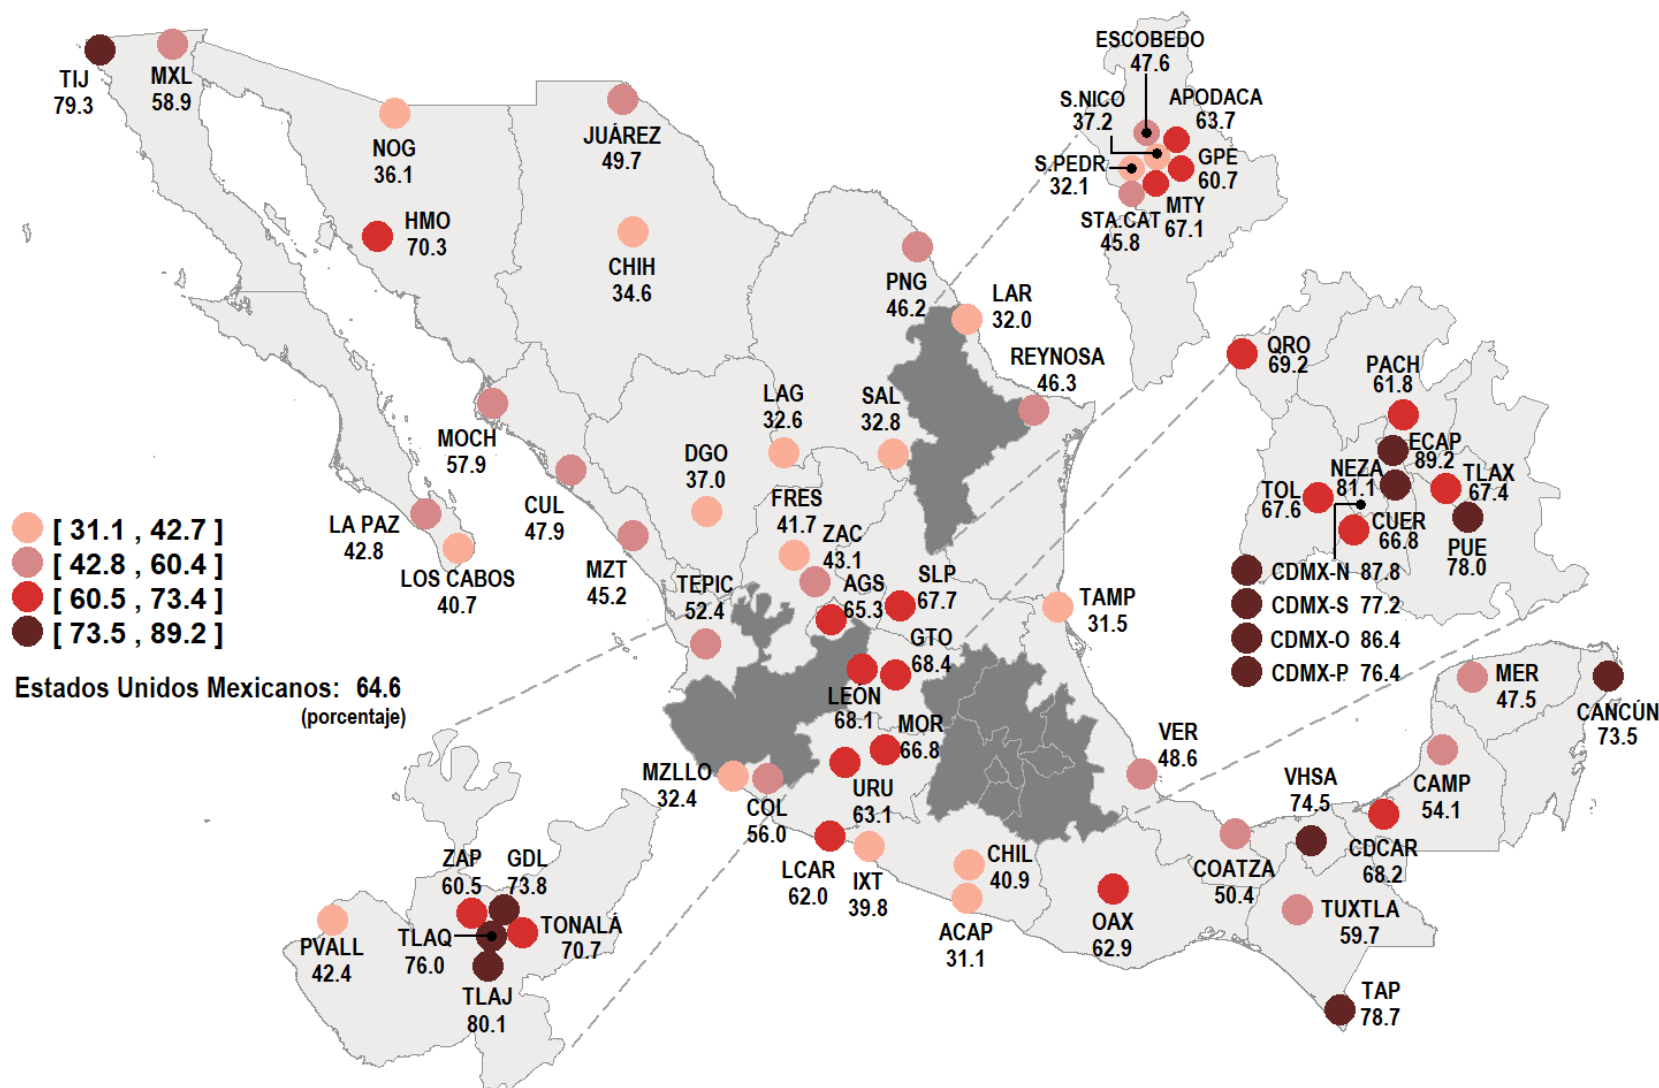 TIJ
79.3
MXL
58.9
NOG
36.1
HMO
70.3
JUÁREZ
49.7
CHIH
34.6
PNG
46.2
LAR
32.0
REYNOSA
46.3
ESCOBEDO
47.6
S.NICO
37.2
APODACA
63.7
S.PEDR
32.1
GPE
60.7
STA.CAT
45.8
MTY
67.1
MOCH
57.9
CUL
47.9
LA PAZ
42.8
LOS CABOS
40.7
DGO
37.0
LAG
32.6
SAL
32.8
FRES
41.7
ZAC
43.1
MZT
45.2
TEPIC
52.4
AGS
65.3
SLP
67.7
GTO
68.4
LEÓN
68.1
TAMP
31.5
MOR
66.8
URU
63.1
MZLLO
32.4
COL
56.0
LCAR
62.0
IXT
39.8
CHIL
40.9
ACAP
31.1
OAX
62.9
VER
48.6
COATZA
50.4
VHSA
74.5
CDCAR
68.2
CAMP
54.1
MER
47.5
CANCÚN
73.5
TUXTLA
59.7
TAP
78.7
QRO
69.2
PACH
61.8
ECAP
89.2
NEZA
81.1
TLAX
67.4
TOL
67.6
CUER
66.8
PUE
78.0
CDMX-N 87.8
CDMX-S 77.2
CDMX-O 86.4
CDMX-P 76.4
[ 31.1 , 42.7 ]
[ 42.8 , 60.4 ]
[ 60.5 , 73.4 ]
[ 73.5 , 89.2 ]
Estados Unidos Mexicanos: 64.6
(porcentaje)
ZAP
60.5
GDL
73.8
TONALÁ
70.7
TLAQ
76.0
PVALL
42.4
TLAJ
80.1